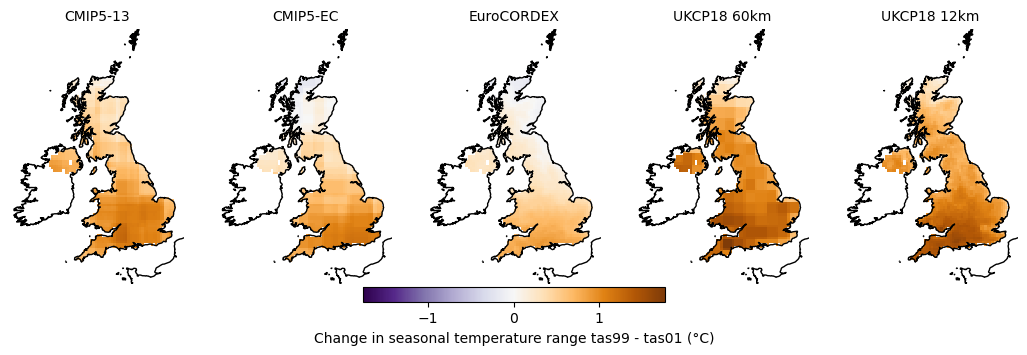 CMIP5-13
CMIP5-EC
EuroCORDEX
UKCP18 60km
UKCP18 12km
−1
0
1
Change in seasonal temperature range tas99 - tas01 (°C)